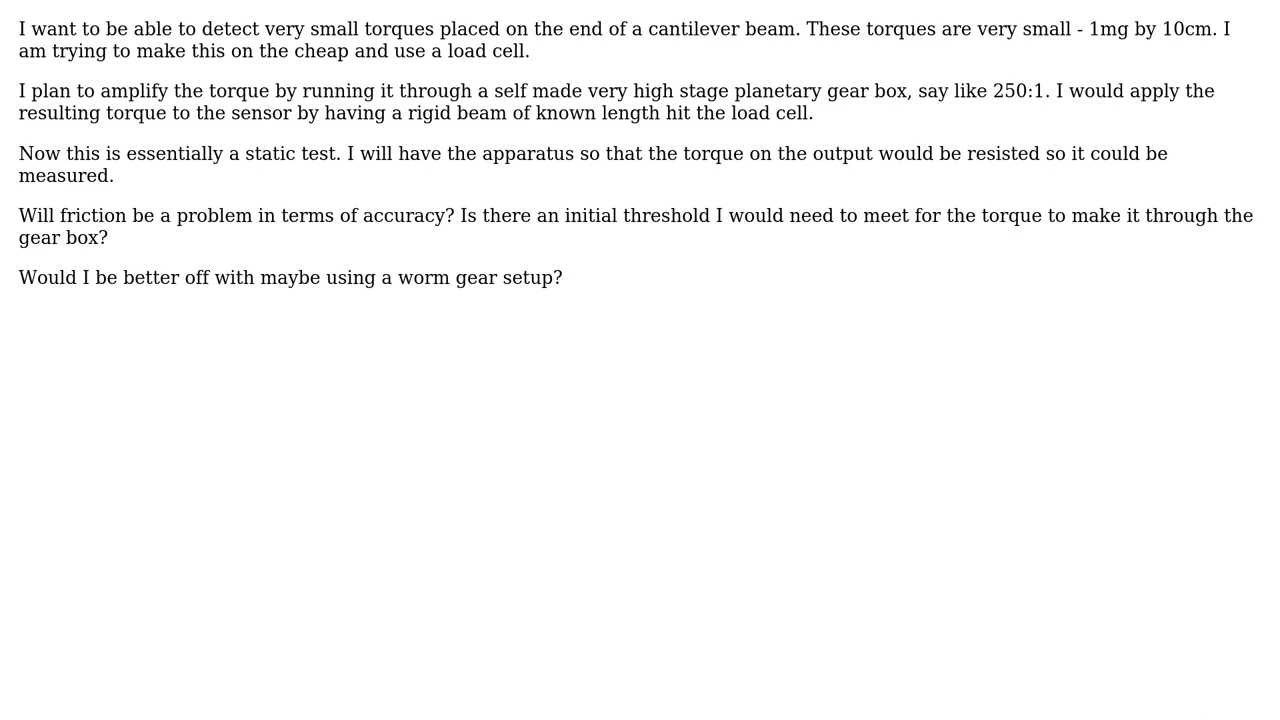 I want to be able to detect very small torques placed on the end of a cantilever beam. These torques are very small - 1mg by 10cm. I
am trying to make this on the cheap and use a load cell.
I plan to amplify the torque by running it through a self made very high stage planetary gear box, say like 250:1. I would apply the
resulting torque to the sensor by having a rigid beam of known length hit the load cell.
Now this is essentially a static test. I will have the apparatus so that the torque on the output would be resisted so it could be
measured.
Will friction be a problem in terms of accuracy? Is there an initial threshold I would need to meet for the torque to make it through the
gear box?
Would I be better off with maybe using a worm gear setup?